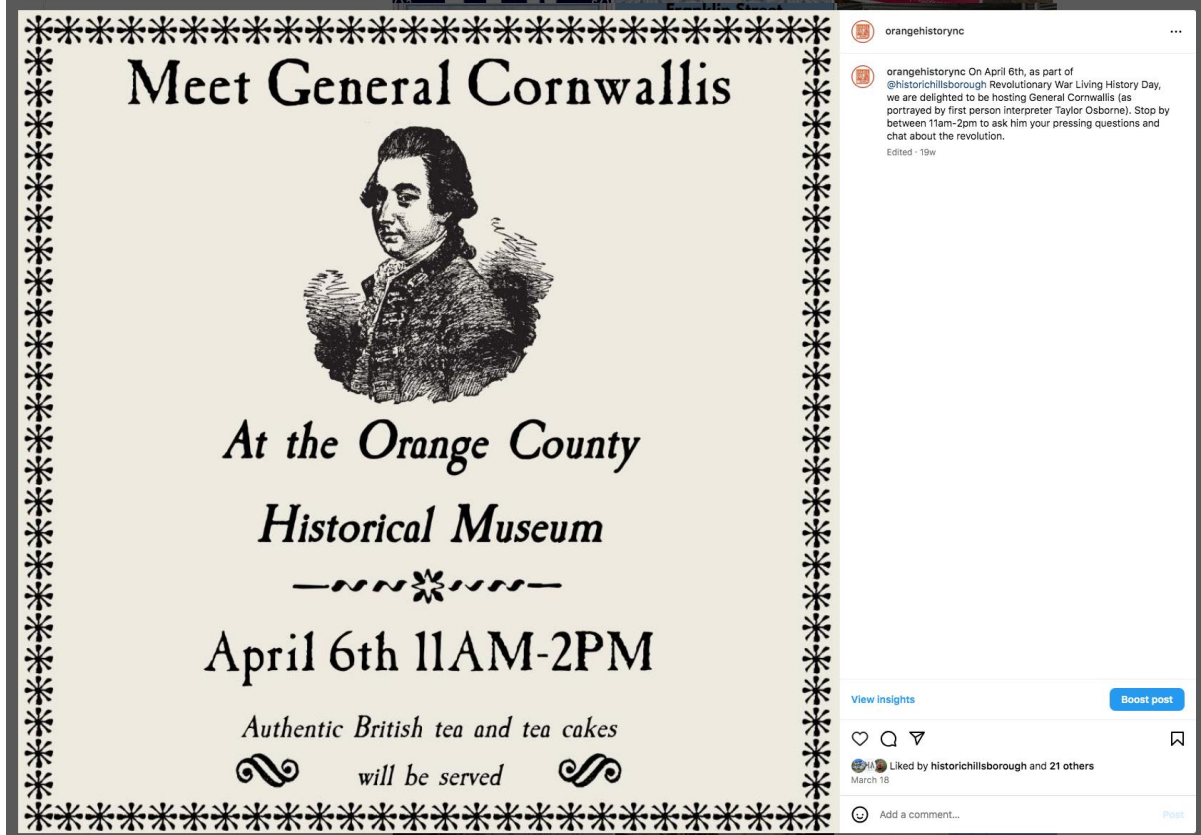 Franklin Street
Meet General Cornwallis
At the Orange County
Historical Museum
April 6th 11AM-2PM
Authentic British tea and tea cakes
will be served
orangehistorync
orangehistorync On April 6th, as part of
@historichillsborough Revolutionary War Living History Day,
we are delighted to be hosting General Cornwallis (as
portrayed by first person interpreter Taylor Osborne). Stop by
between 11am-2pm to ask him your pressing questions and
chat about the revolution.
Edited · 19w
View insights
Boost post
Liked by historichillsborough and 21 others
March 18
Add a comment...
Post